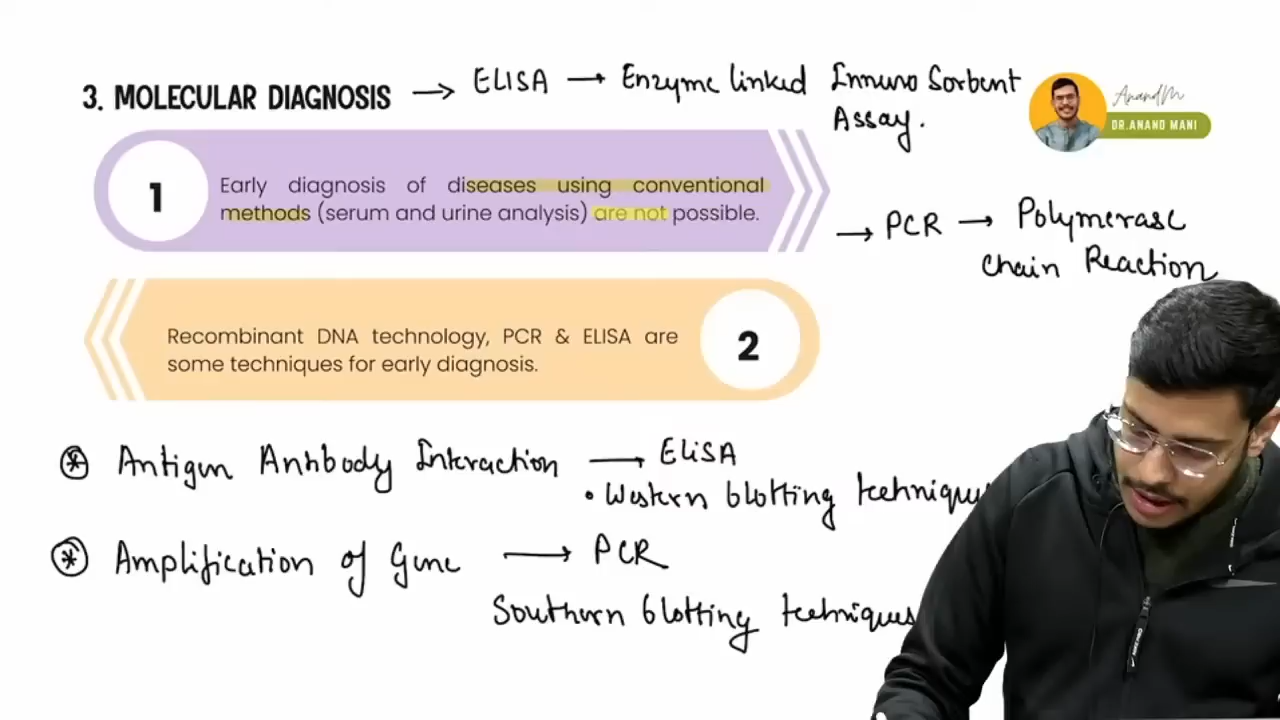 3. MOLECULAR DIAGNOSIS → ELISA → Enzyme linked Immuno Sorbent
Assay.
AnandM
DR.ANAND MANI
1
Early diagnosis of diseases using conventional
methods (serum and urine analysis) are not possible.
→ PCR → Polymerase
chain Reaction
Recombinant DNA technology, PCR & ELISA are
some techniques for early diagnosis.
2
* Antigen Antibody Interaction → ELiSA
• Western blotting techniques
* Amplification of Gene → PCR
Southern blotting techniques